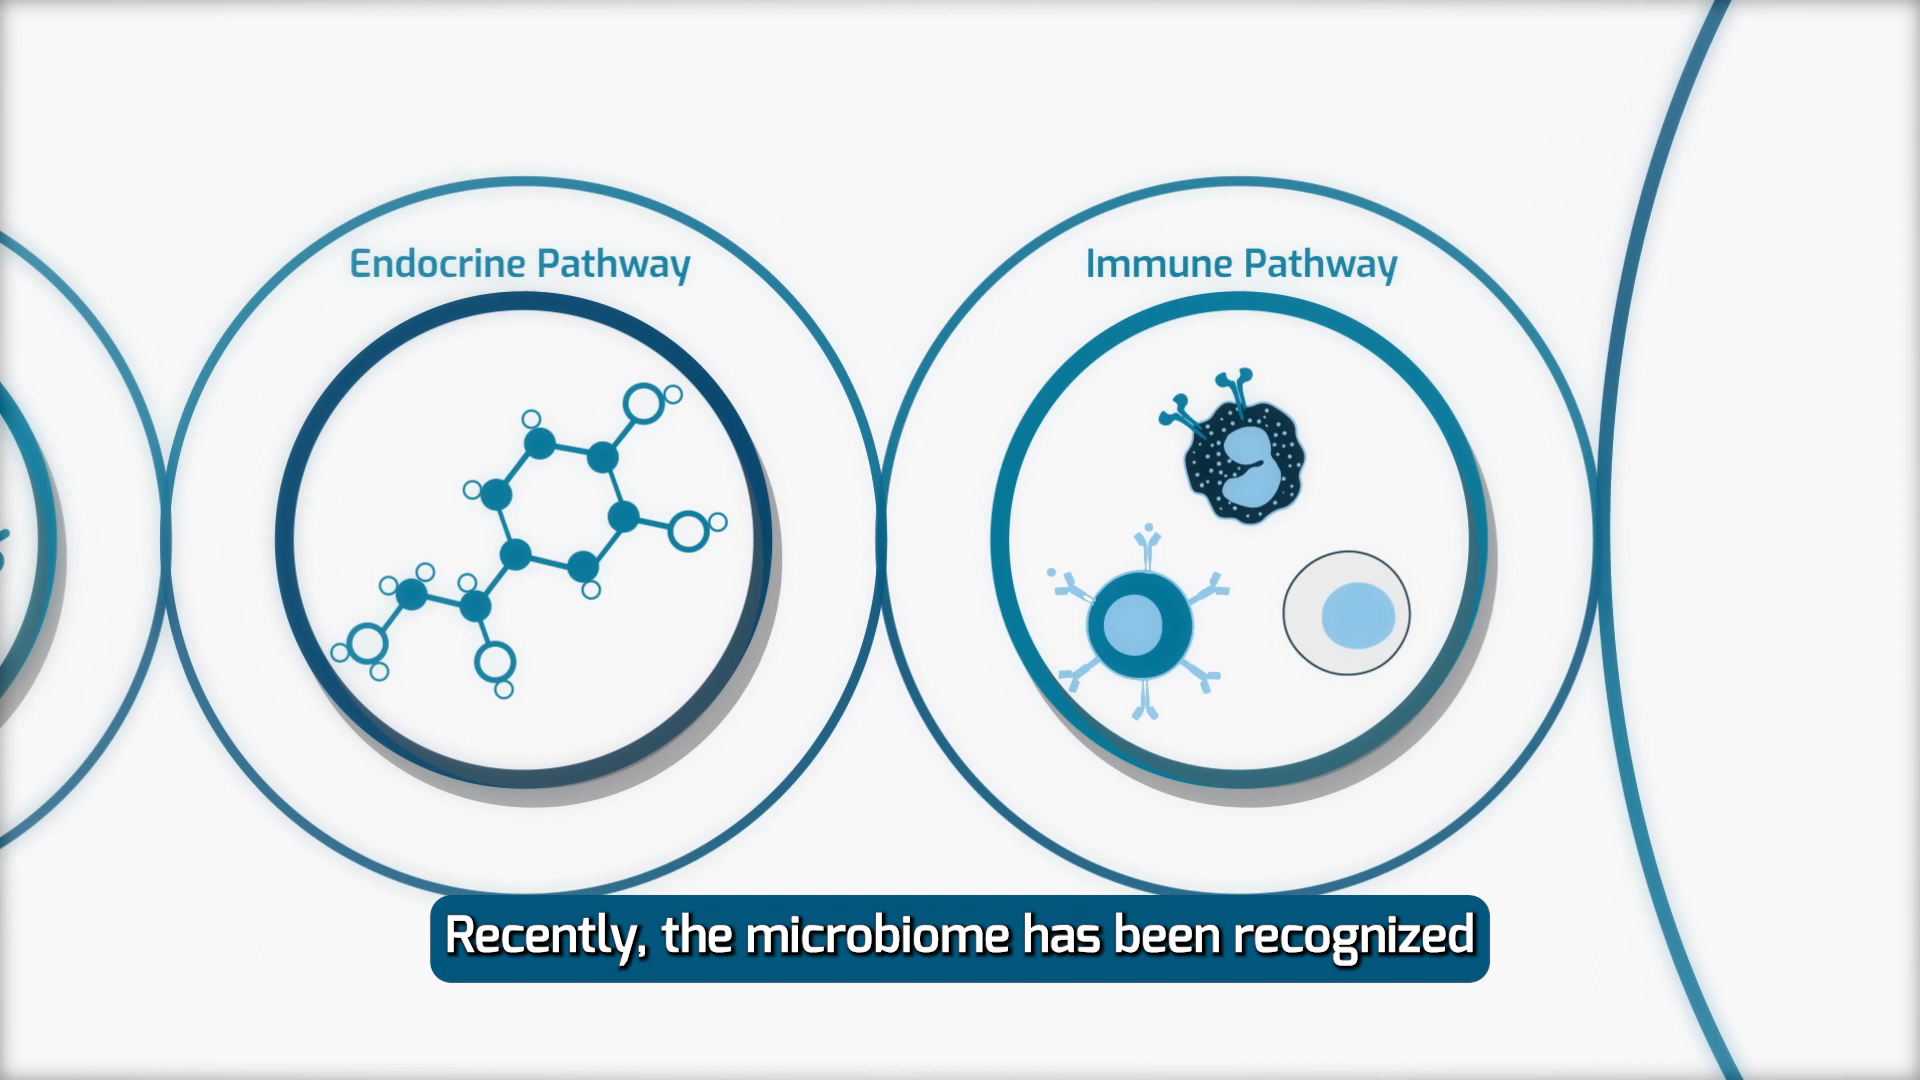 Endocrine Pathway
Immune Pathway
Recently, the microbiome has been recognized